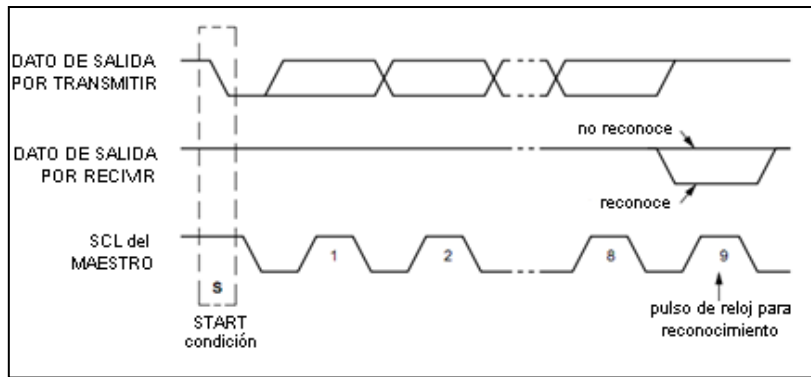 DATO DE SALIDA
POR TRANSMITIR
no reconoce
DATO DE SALIDA
POR RECIVIR
reconoce
SCL del
MAESTRO
1
2
8
9
S
START
condición
pulso de reloj para
reconocimiento